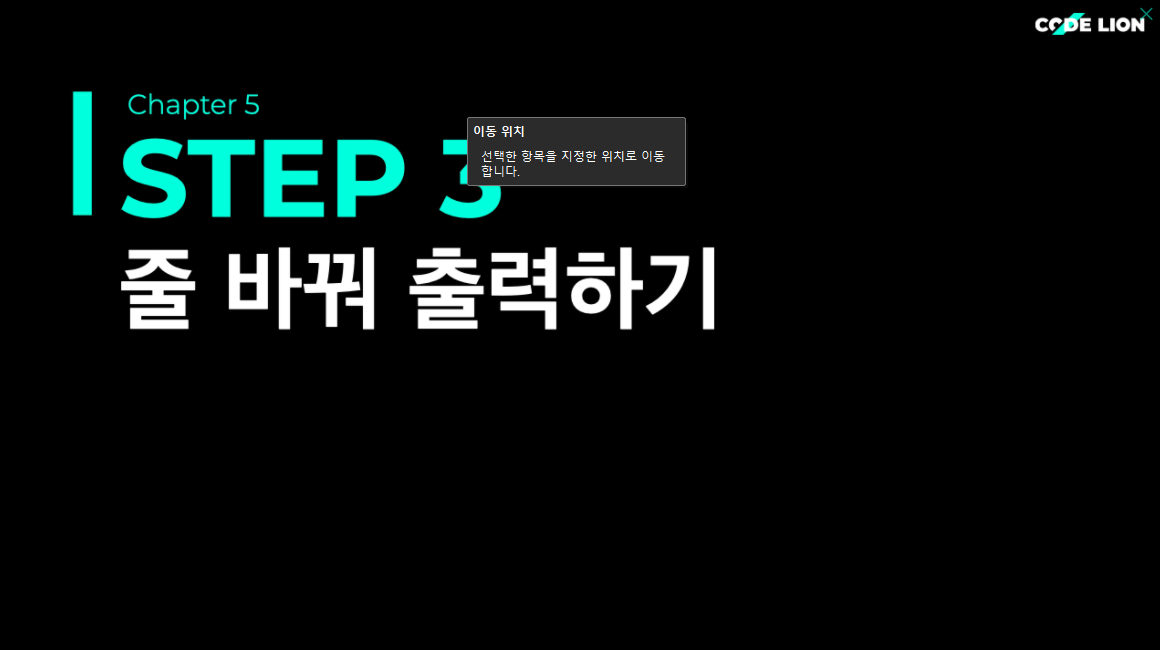 CODE LION
Chapter 5
STEP 3
이동 위치
선택한 항목을 지정한 위치로 이동
합니다.
줄 바꿔 출력하기